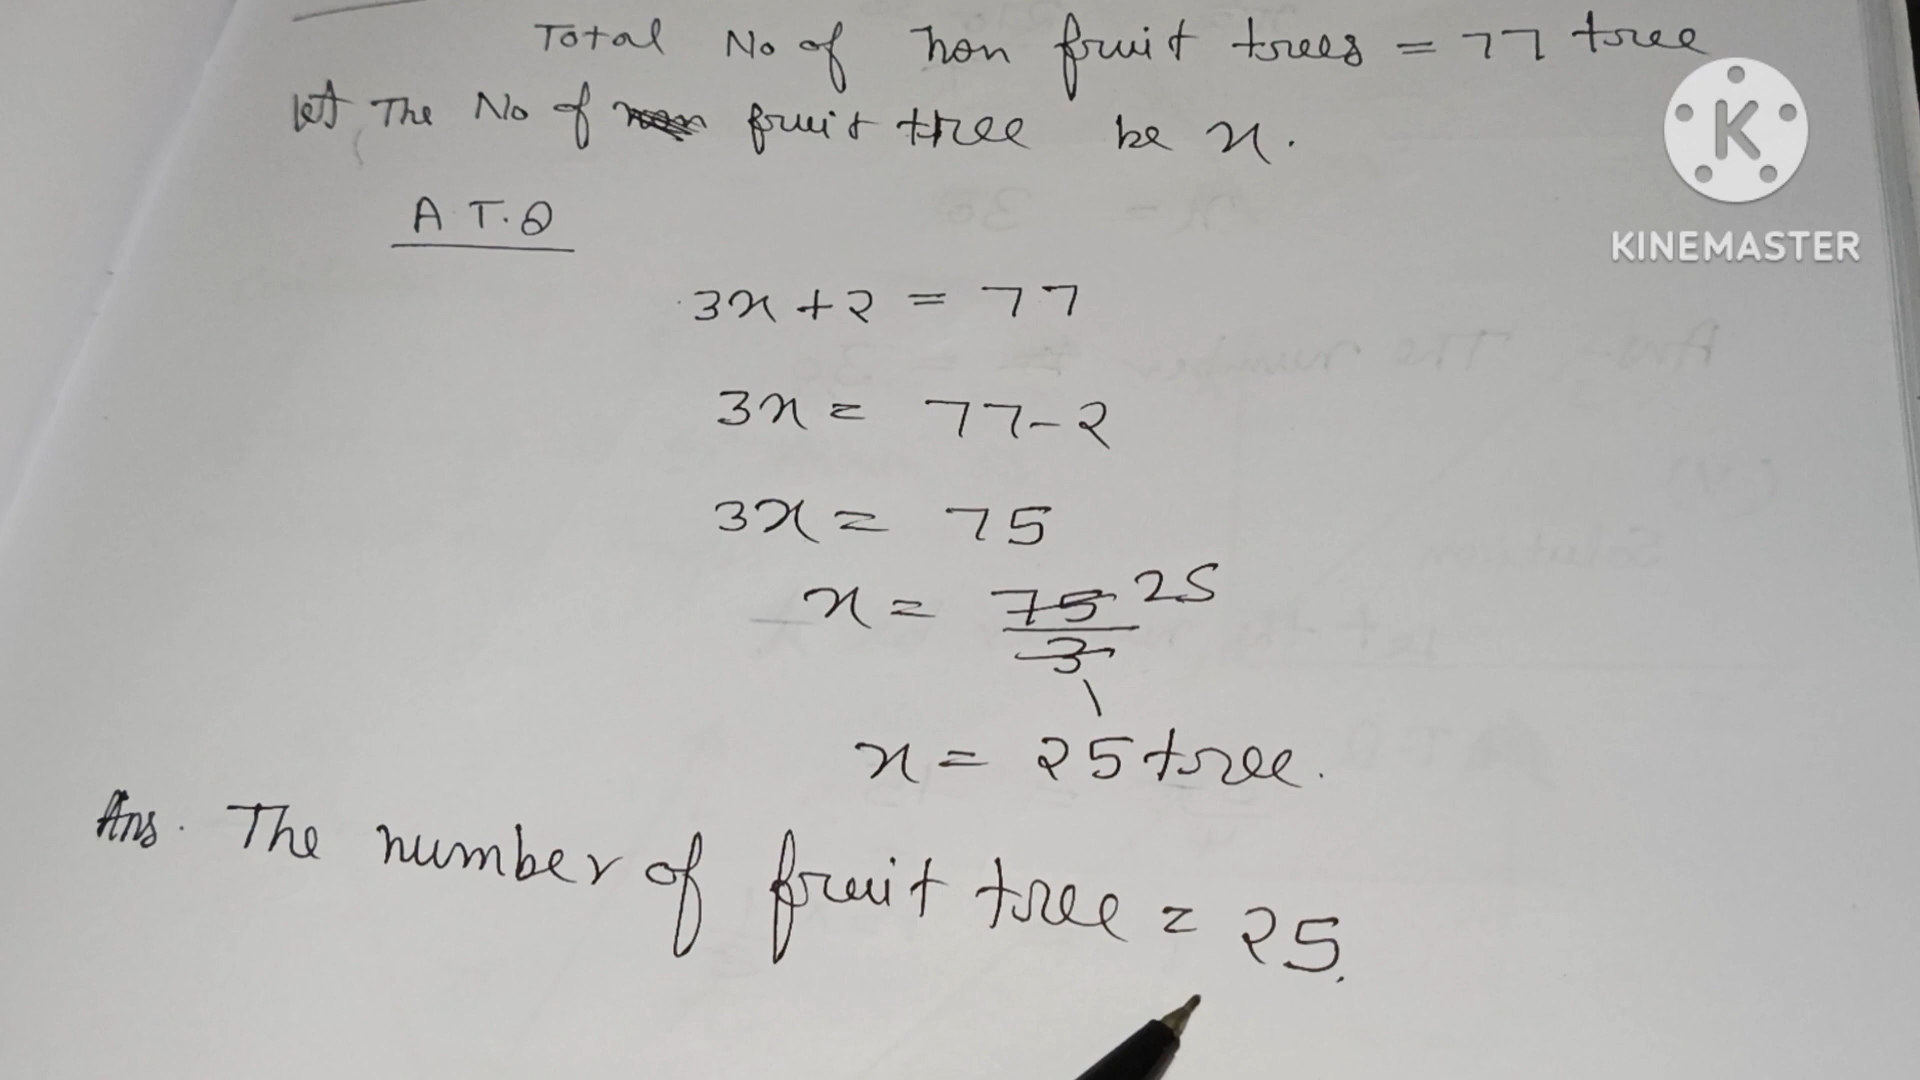 Total No of non fruit trees = 77 tree
let The No of fruit tree be x.
A.T.Q
3x + 2 = 77
3x = 77 - 2
3x = 75
x = 75/3 25
x = 25 tree.
Ans. The number of fruit tree = 25.
K
KINEMASTER